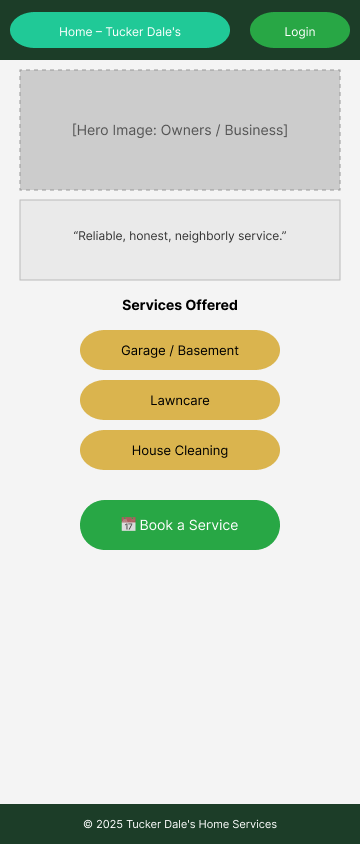 Home – Tucker Dale's
Login
[Hero Image: Owners / Business]
“Reliable, honest, neighborly service.”
Services Offered
Garage / Basement
Lawncare
House Cleaning
📅 Book a Service
© 2025 Tucker Dale's Home Services